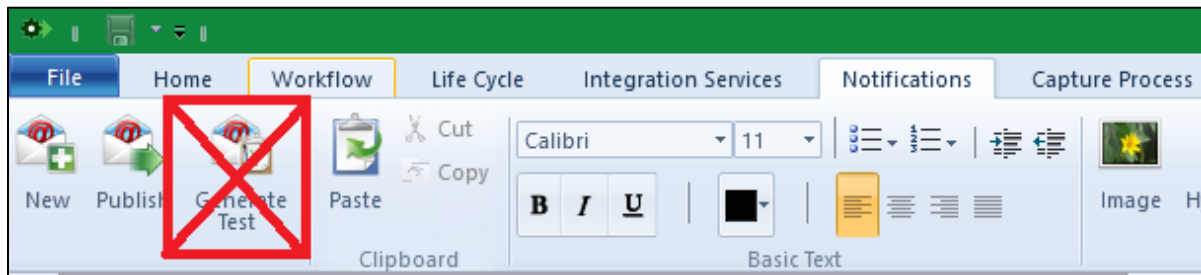 File Home Workflow Life Cycle Integration Services Notifications Capture Process
Calibri 11
Cut
Copy
New Publish Generate Paste Image H
Test
B I U
Clipboard Basic Text